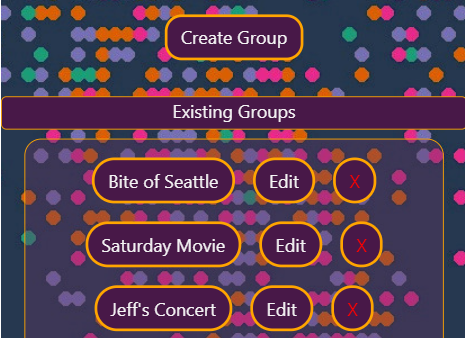 Create Group
Existing Groups
Bite of Seattle Edit X
Saturday Movie Edit X
Jeff's Concert Edit X